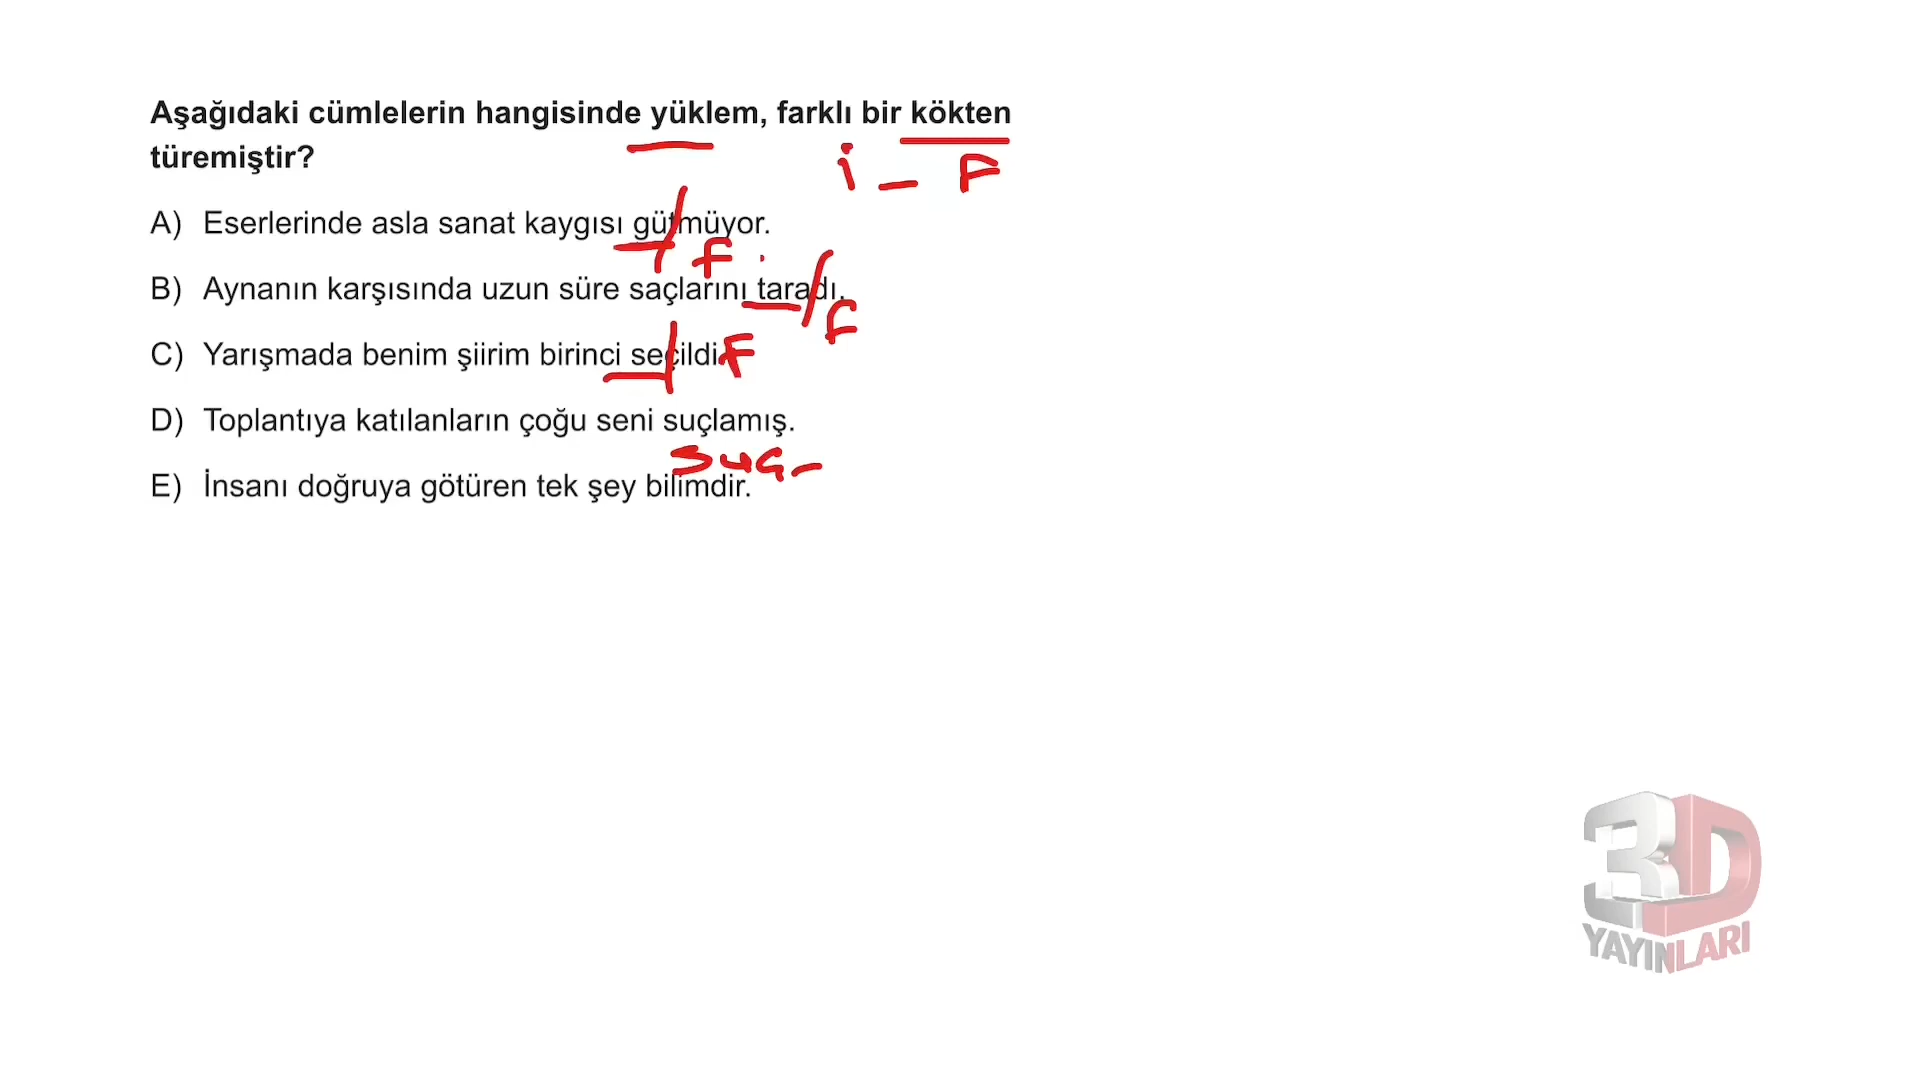 Aşağıdaki cümlelerin hangisinde yüklem, farklı bir kökten
türemiştir?
i – F
A) Eserlerinde asla sanat kaygısı gütmüyor.
F
B) Aynanın karşısında uzun süre saçlarını taradı.
F
C) Yarışmada benim şiirim birinci seçildi.
F
D) Toplantıya katılanların çoğu seni suçlamış.
suç –
E) İnsanı doğruya götüren tek şey bilimdir.
3D
YAYINLARI